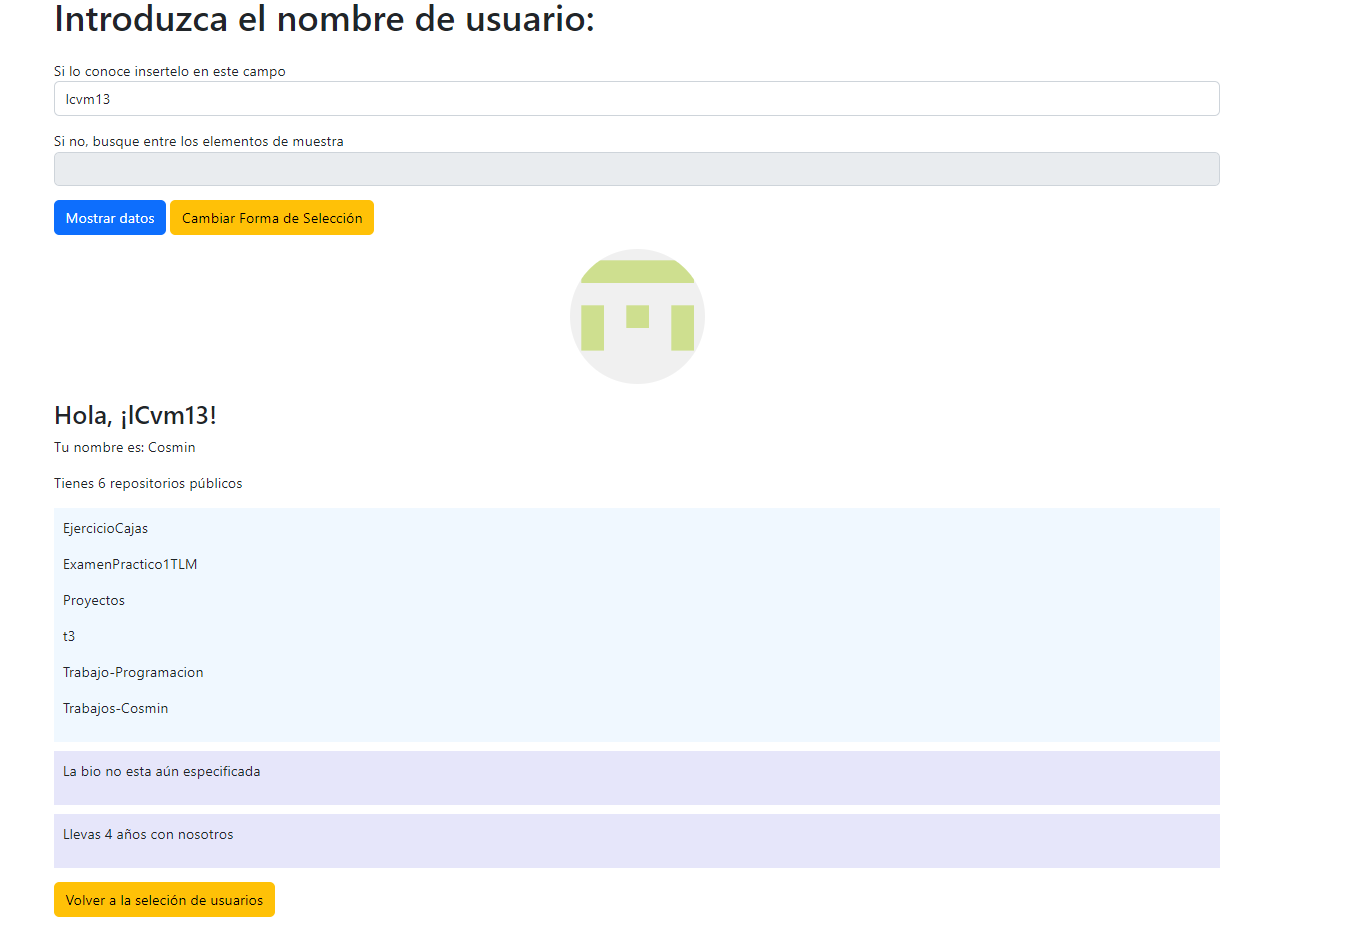 Introduzca el nombre de usuario:
Si lo conoce insertelo en este campo
lcvm13
Si no, busque entre los elementos de muestra
Mostrar datos
Cambiar Forma de Selección
Hola, ¡lCvm13!
Tu nombre es: Cosmin
Tienes 6 repositorios públicos
EjercicioCajas
ExamenPractico1TLM
Proyectos
t3
Trabajo-Programacion
Trabajos-Cosmin
La bio no esta aún especificada
Llevas 4 años con nosotros
Volver a la seleción de usuarios